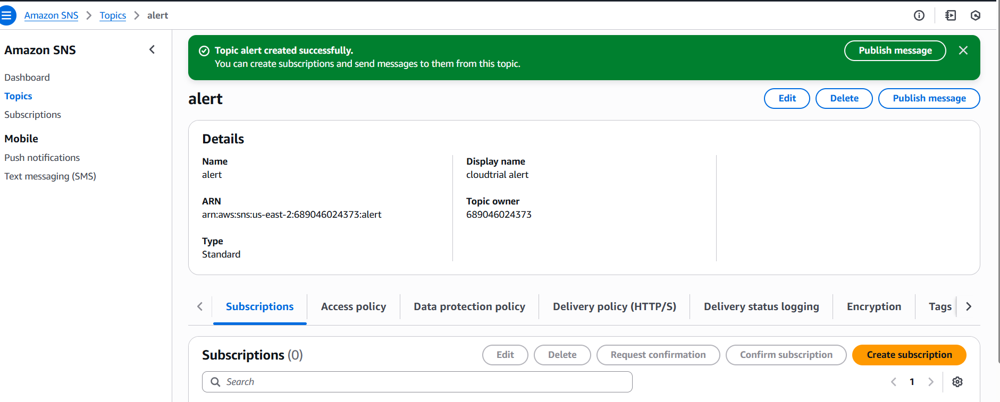 Amazon SNS > Topics > alert
Amazon SNS
Dashboard
Topics
Subscriptions
Mobile
Push notifications
Text messaging (SMS)
Topic alert created successfully.
You can create subscriptions and send messages to them from this topic.
Publish message
alert
Edit
Delete
Publish message
Details
Name
alert
ARN
arn:aws:sns:us-east-2:689046024373:alert
Type
Standard
Display name
cloudtrial alert
Topic owner
689046024373
Subscriptions
Access policy
Data protection policy
Delivery policy (HTTP/S)
Delivery status logging
Encryption
Tags
Subscriptions (0)
Edit
Delete
Request confirmation
Confirm subscription
Create subscription
Search
1